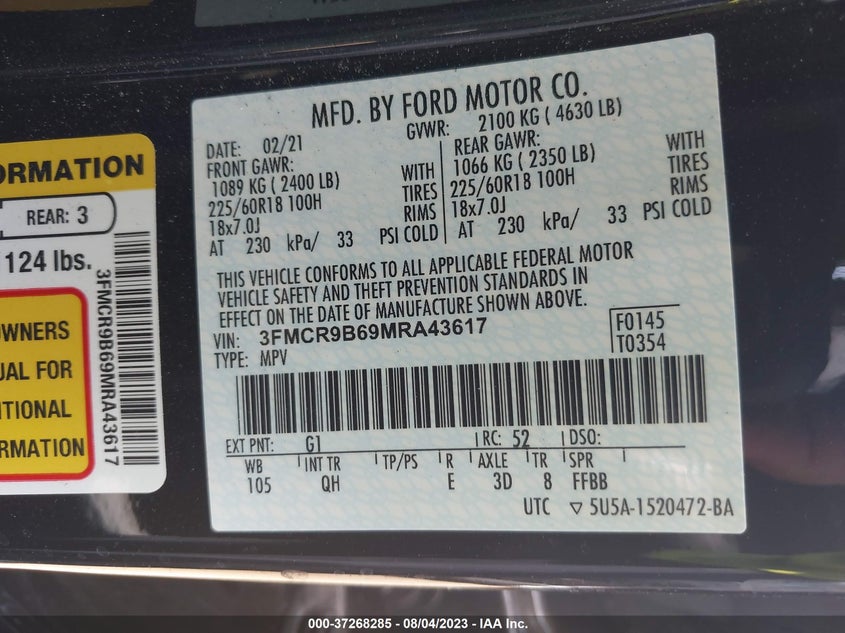 MFD. BY FORD MOTOR CO.
DATE: 02/21 GVWR: 2100 KG ( 4630 LB)
FRONT GAWR: REAR GAWR:
1089 KG ( 2400 LB) WITH 1066 KG ( 2350 LB) WITH
225/60R18 100H TIRES 225/60R18 100H TIRES
18x7.0J RIMS 18x7.0J RIMS
AT 230 kPa/ 33 PSI COLD AT 230 kPa/ 33 PSI COLD
THIS VEHICLE CONFORMS TO ALL APPLICABLE FEDERAL MOTOR
VEHICLE SAFETY AND THEFT PREVENTION STANDARDS IN
EFFECT ON THE DATE OF MANUFACTURE SHOWN ABOVE.
VIN: 3FMCR9B69MRA43617 F0145
TYPE: MPV T0354
EXT PNT: G1 RC: 52 DSO:
WB INT TR TP/PS R AXLE TR SPR
105 QH E 3D 8 FFBB
UTC ▽ 5U5A-1520472-BA
ORMATION
REAR: 3
124 lbs.
3FMCR9B69MRA43617
OWNERS
UAL FOR
ITIONAL
ORMATION
000-37268285 - 08/04/2023 - IAAI.COM